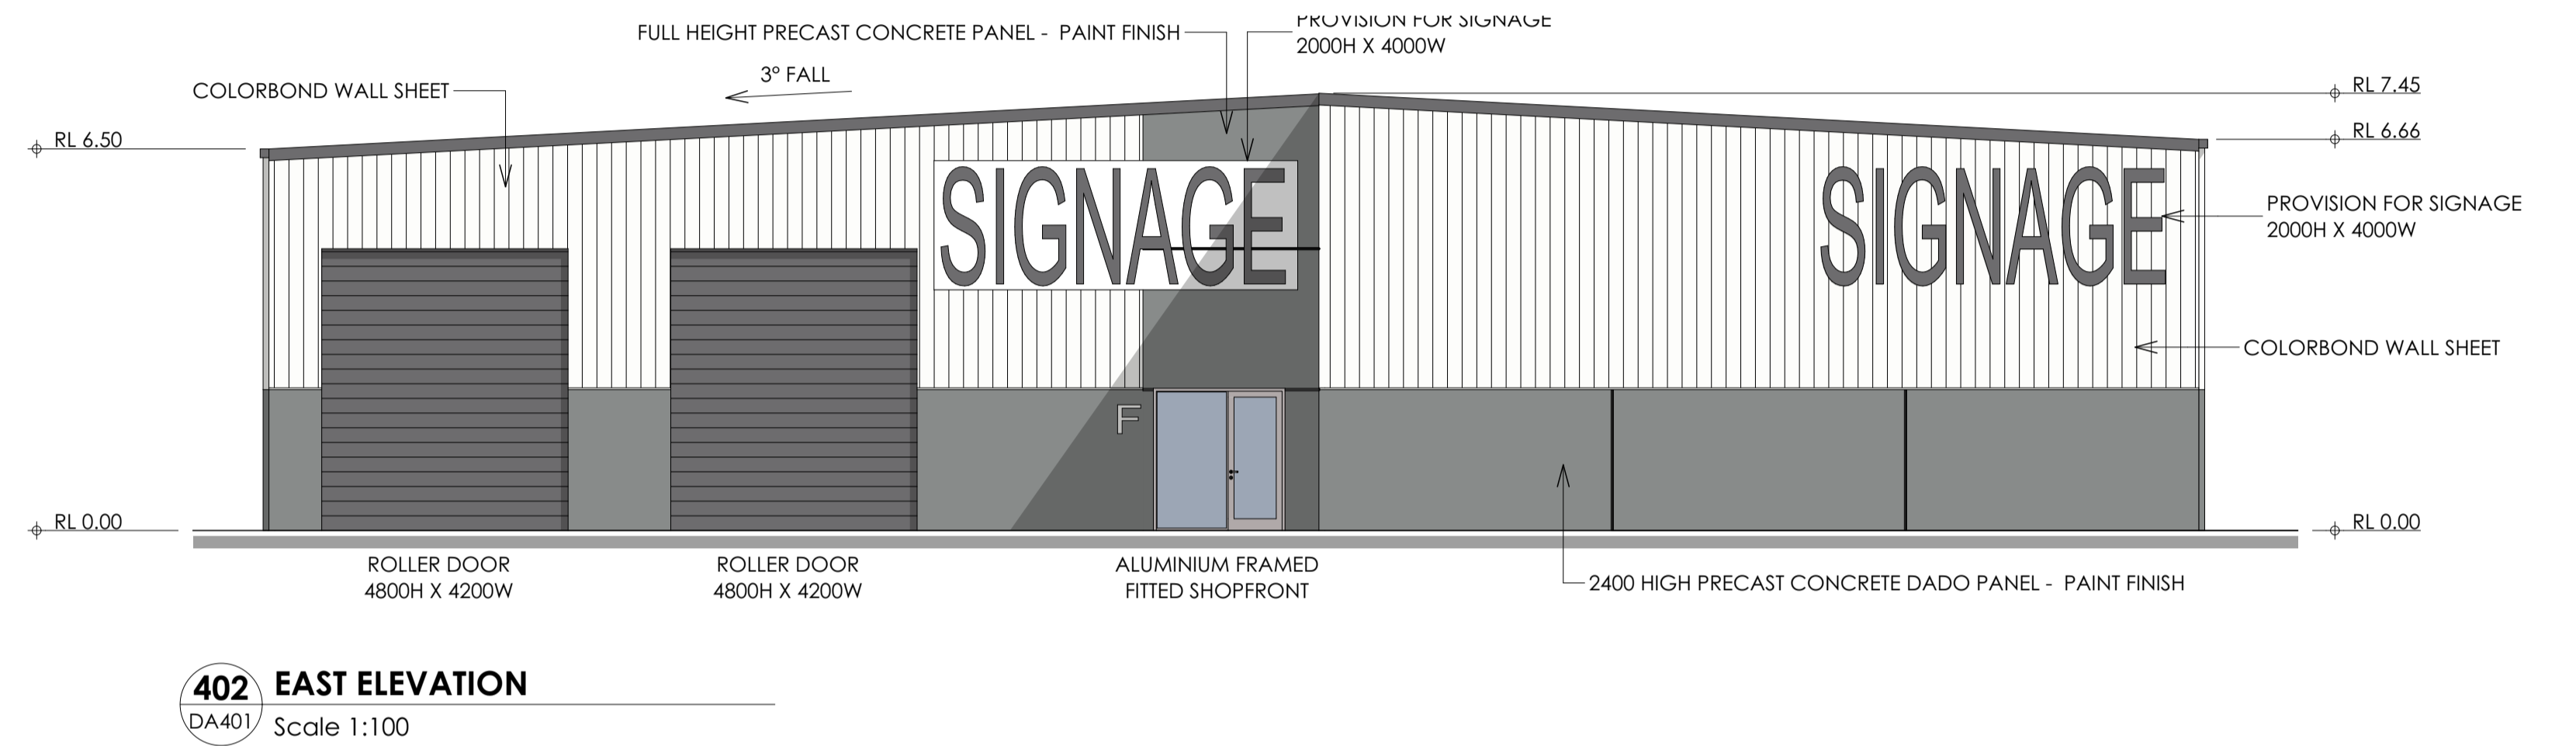 FULL HEIGHT PRECAST CONCRETE PANEL - PAINT FINISH
PROVISION FOR SIGNAGE
2000H X 4000W
3° FALL
COLORBOND WALL SHEET
RL 7.45
RL 6.50
RL 6.66
SIGNAGE
SIGNAGE
PROVISION FOR SIGNAGE
2000H X 4000W
COLORBOND WALL SHEET
F
RL 0.00
RL 0.00
ROLLER DOOR
4800H X 4200W
ROLLER DOOR
4800H X 4200W
ALUMINIUM FRAMED
FITTED SHOPFRONT
2400 HIGH PRECAST CONCRETE DADO PANEL - PAINT FINISH
402
DA401
EAST ELEVATION
Scale 1:100